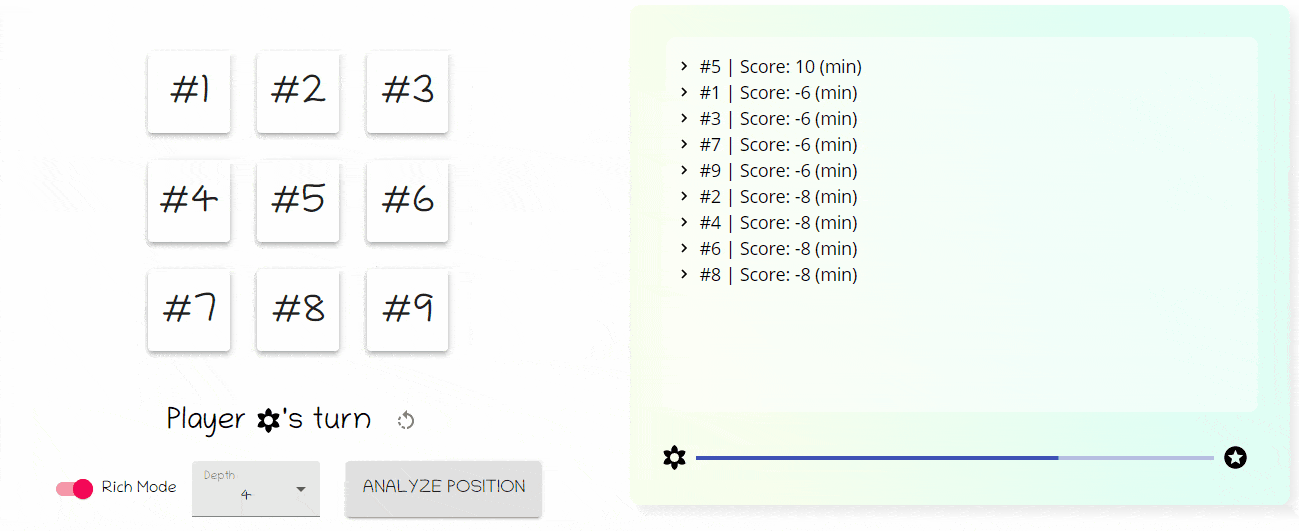 #1 #2 #3
#4 #5 #6
#7 #8 #9
Player 's turn
Rich Mode
Depth
4
ANALYZE POSITION
#5 | Score: 10 (min)
#1 | Score: -6 (min)
#3 | Score: -6 (min)
#7 | Score: -6 (min)
#9 | Score: -6 (min)
#2 | Score: -8 (min)
#4 | Score: -8 (min)
#6 | Score: -8 (min)
#8 | Score: -8 (min)